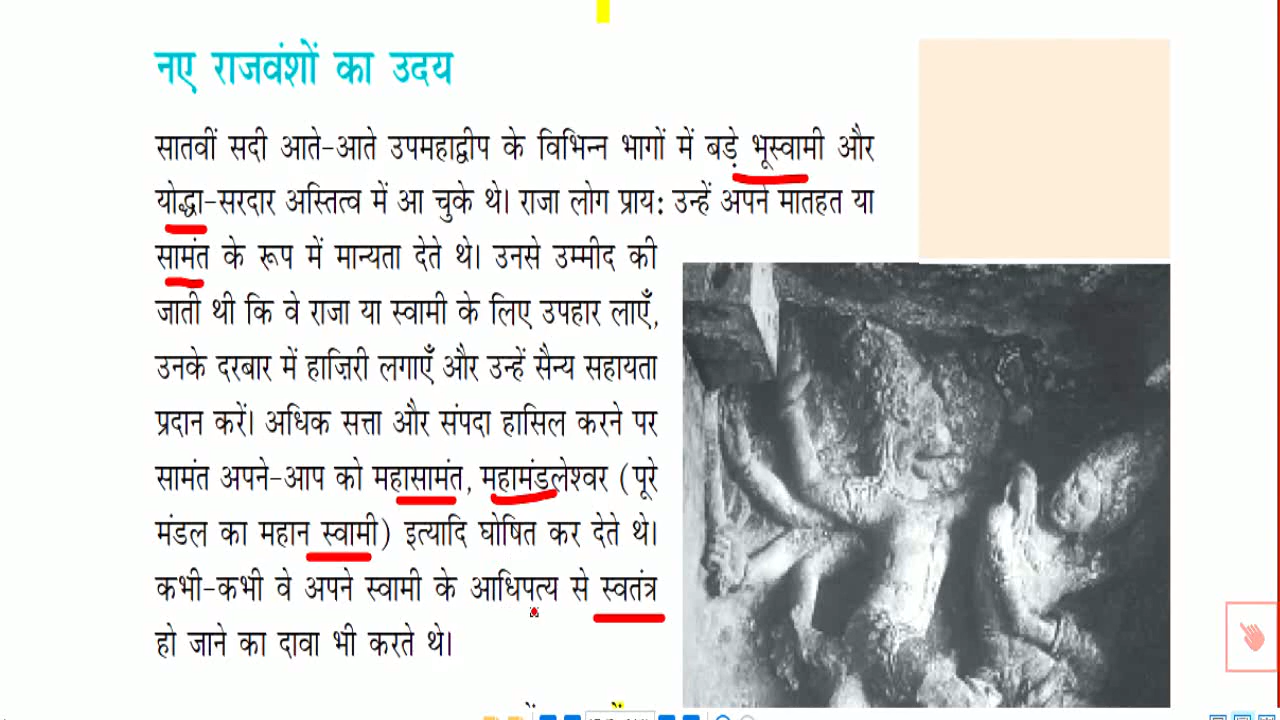 नए राजवंशों का उदय
सातवीं सदी आते-आते उपमहाद्वीप के विभिन्न भागों में बड़े भूस्वामी और
योद्धा-सरदार अस्तित्व में आ चुके थे। राजा लोग प्राय: उन्हें अपने मातहत या
सामंत के रूप में मान्यता देते थे। उनसे उम्मीद की
जाती थी कि वे राजा या स्वामी के लिए उपहार लाएँ,
उनके दरबार में हाज़िरी लगाएँ और उन्हें सैन्य सहायता
प्रदान करें। अधिक सत्ता और संपदा हासिल करने पर
सामंत अपने-आप को महासामंत, महामंडलेश्वर (पूरे
मंडल का महान स्वामी) इत्यादि घोषित कर देते थे।
कभी-कभी वे अपने स्वामी के आधिपत्य से स्वतंत्र
हो जाने का दावा भी करते थे।